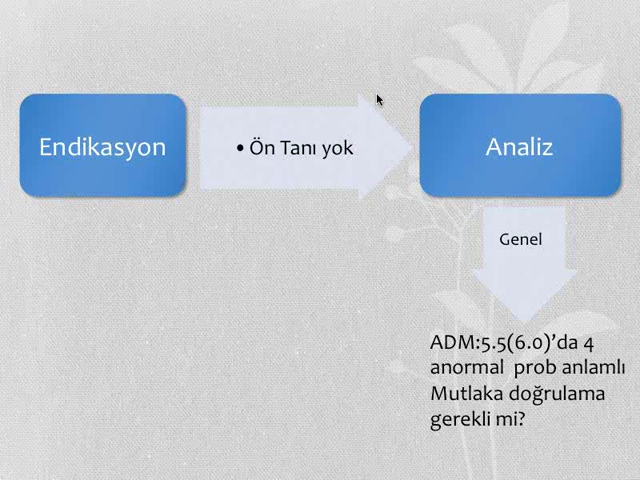 Endikasyon
• Ön Tanı yok
Analiz
Genel
ADM:5.5(6.0)’da 4
anormal prob anlamlı
Mutlaka doğrulama
gerekli mi?